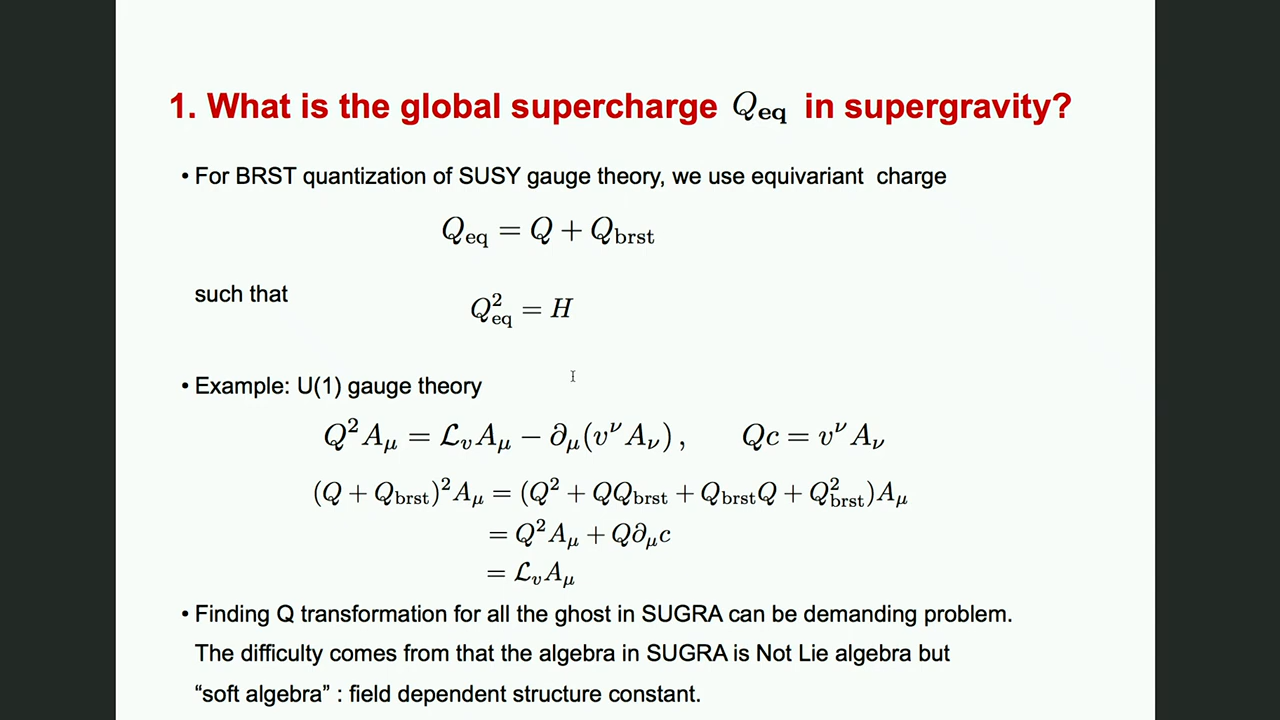 1. What is the global supercharge Q_eq in supergravity?
• For BRST quantization of SUSY gauge theory, we use equivariant charge
Q_eq = Q + Q_brst
such that
Q_eq^2 = H
• Example: U(1) gauge theory
Q^2 A_μ = ℒ_v A_μ − ∂_μ(v^ν A_ν) , Qc = v^ν A_ν
(Q + Q_brst)^2 A_μ = (Q^2 + QQ_brst + Q_brst Q + Q_brst^2)A_μ
= Q^2 A_μ + Q∂_μ c
= ℒ_v A_μ
• Finding Q transformation for all the ghost in SUGRA can be demanding problem.
The difficulty comes from that the algebra in SUGRA is Not Lie algebra but
“soft algebra” : field dependent structure constant.